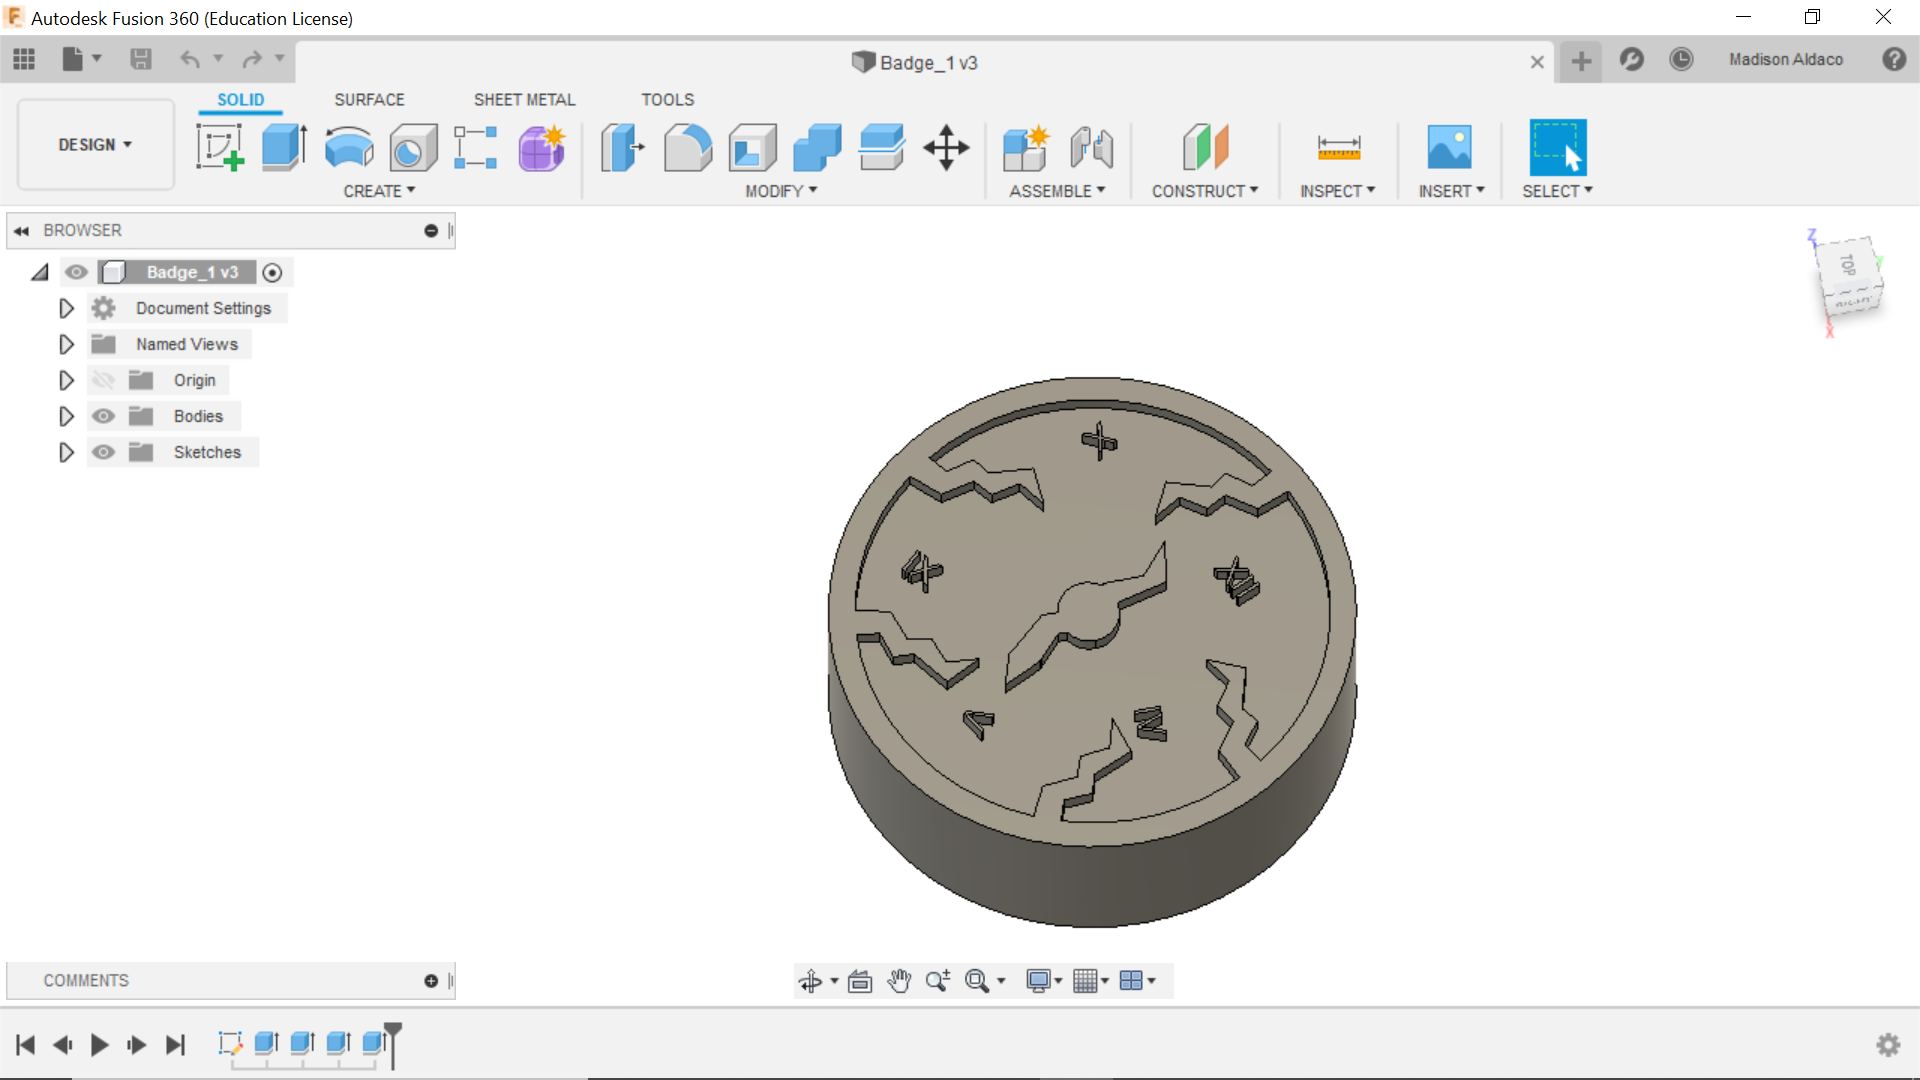 Autodesk Fusion 360 (Education License)
Badge_1 v3
Madison Aldaco
SOLID SURFACE SHEET METAL TOOLS
DESIGN
CREATE MODIFY ASSEMBLE CONSTRUCT INSPECT INSERT SELECT
BROWSER
Badge_1 v3
Document Settings
Named Views
Origin
Bodies
Sketches
Z
TOP
RIGHT
X
COMMENTS